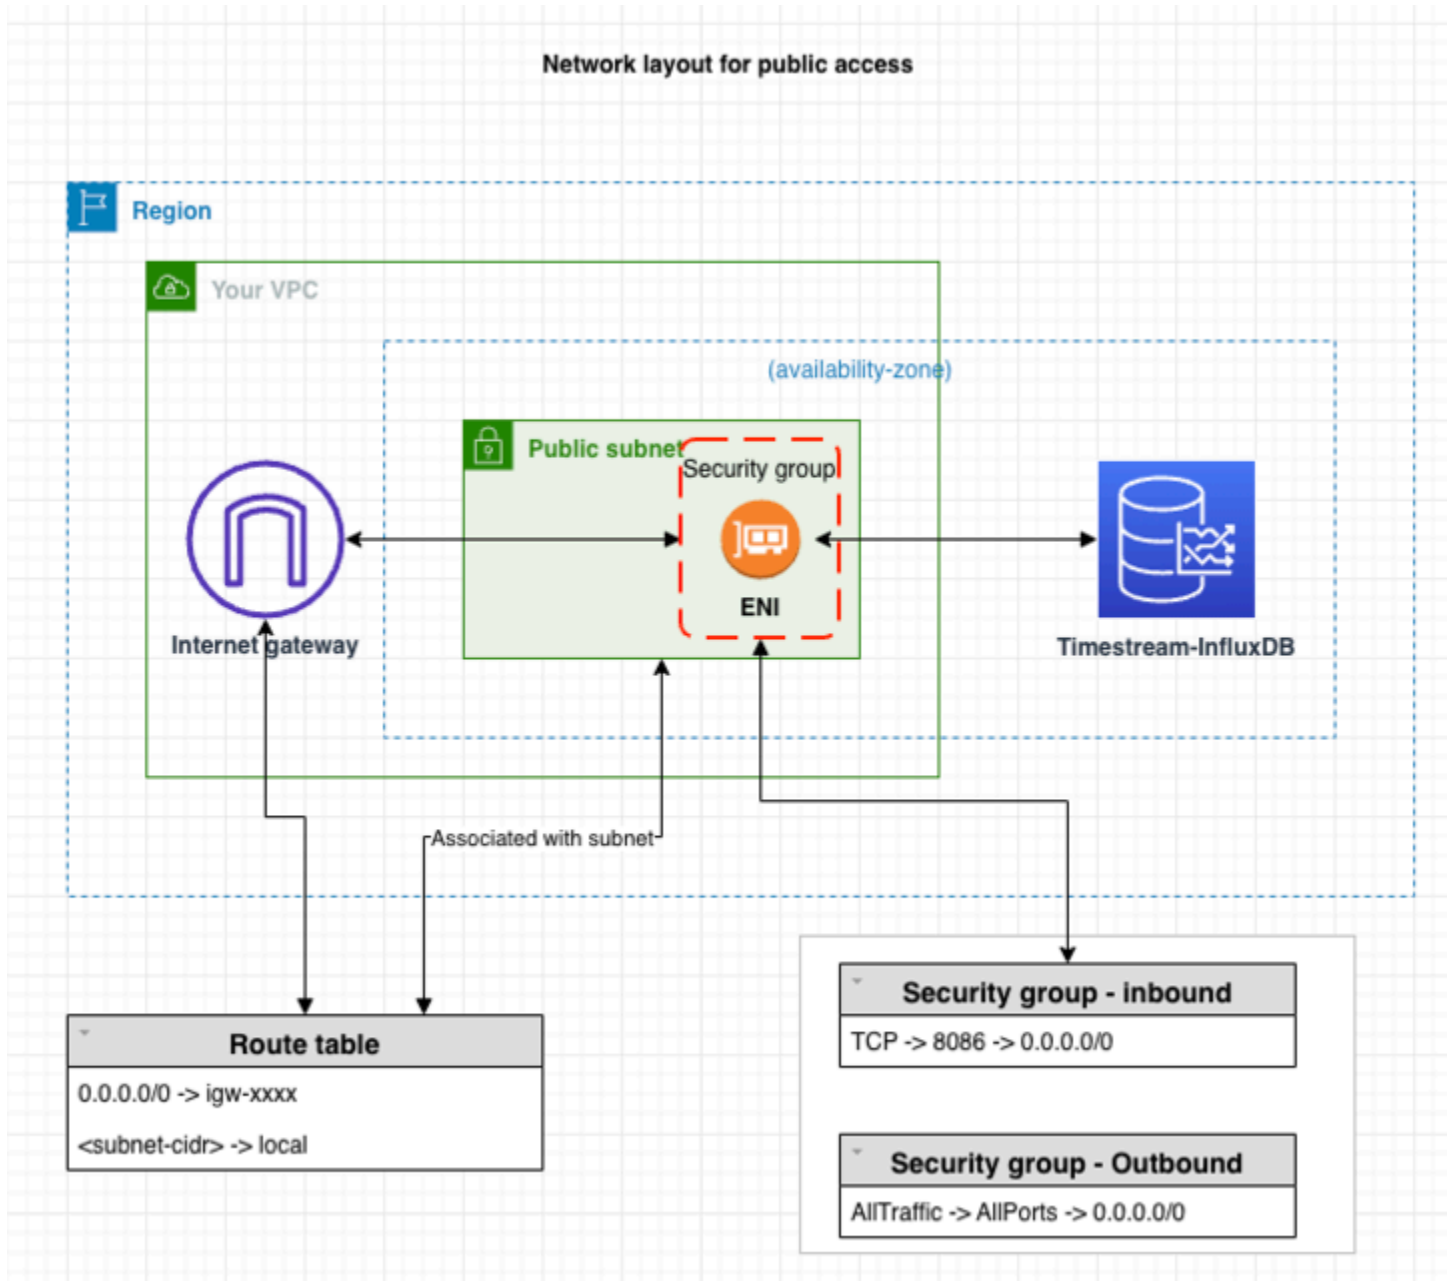 Network layout for public access
Region
Your VPC
(availability-zone)
Public subnet
Security group
ENI
Internet gateway
Timestream-InfluxDB
Associated with subnet
Security group - inbound
TCP -> 8086 -> 0.0.0.0/0
Route table
0.0.0.0/0 -> igw-xxxx
<subnet-cidr> -> local
Security group - Outbound
AllTraffic -> AllPorts -> 0.0.0.0/0